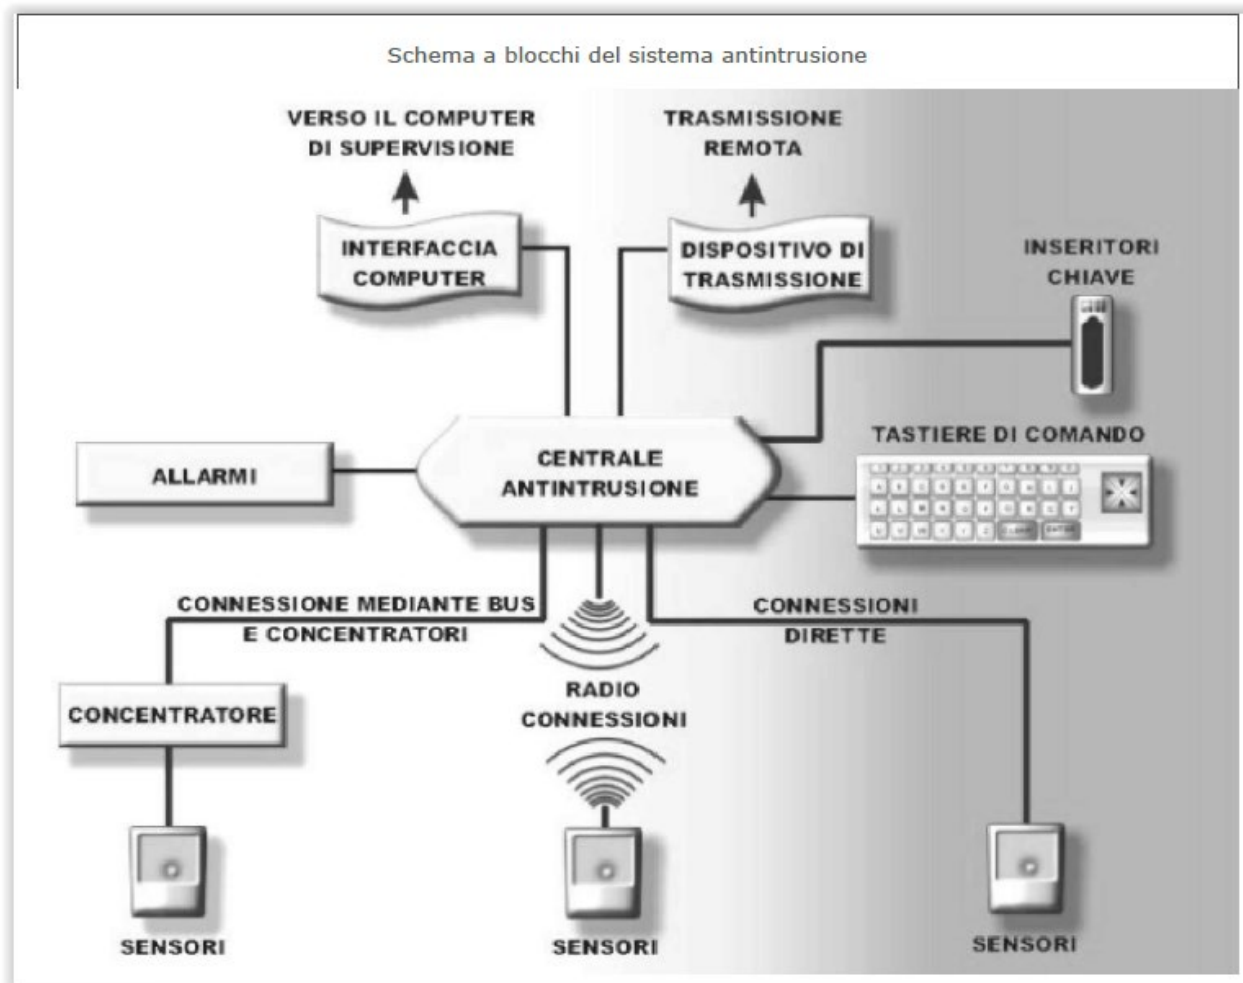 Schema a blocchi del sistema antintrusione
VERSO IL COMPUTER
DI SUPERVISIONE
TRASMISSIONE
REMOTA
INTERFACCIA
COMPUTER
DISPOSITIVO DI
TRASMISSIONE
INSERITORI
CHIAVE
ALLARMI
CENTRALE
ANTINTRUSIONE
TASTIERE DI COMANDO
CONNESSIONE MEDIANTE BUS
E CONCENTRATORI
CONNESSIONI
DIRETTE
RADIO
CONNESSIONI
CONCENTRATORE
SENSORI
SENSORI
SENSORI